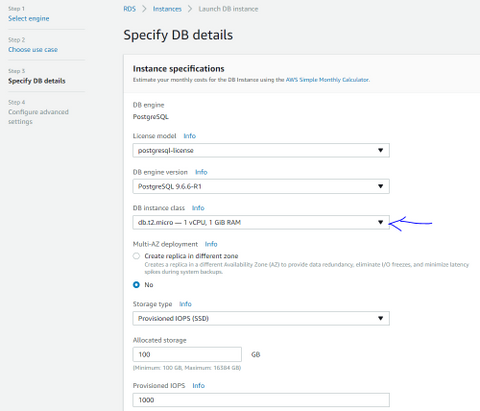 Step 1
Select engine
Step 2
Choose use case
Step 3
Specify DB details
Step 4
Configure advanced
settings
RDS > Instances > Launch DB instance
Specify DB details
Instance specifications
Estimate your monthly costs for the DB Instance using the AWS Simple Monthly Calculator.
DB engine
PostgreSQL
License model Info
postgresql-license
DB engine version Info
PostgreSQL 9.6.6-R1
DB instance class Info
db.t2.micro — 1 vCPU, 1 GiB RAM
Multi-AZ deployment Info
Create replica in different zone
Creates a replica in a different Availability Zone (AZ) to provide data redundancy, eliminate I/O freezes, and minimize latency
spikes during system backups.
No
Storage type Info
Provisioned IOPS (SSD)
Allocated storage
100 GB
(Minimum: 100 GB, Maximum: 16384 GB)
Provisioned IOPS Info
1000